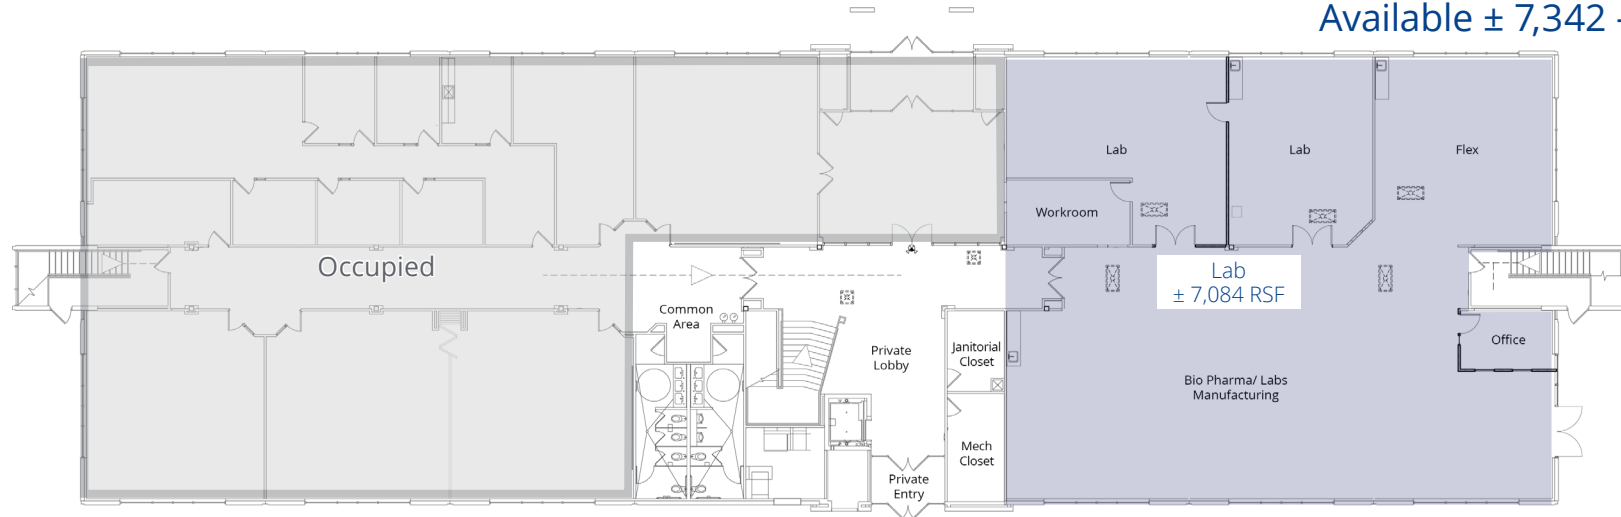 Available ± 7,342 -
Lab
Lab
Flex
Workroom
Occupied
Lab
± 7,084 RSF
Common
Area
Private
Lobby
Janitorial
Closet
Office
Bio Pharma/ Labs
Manufacturing
Mech
Closet
Private
Entry